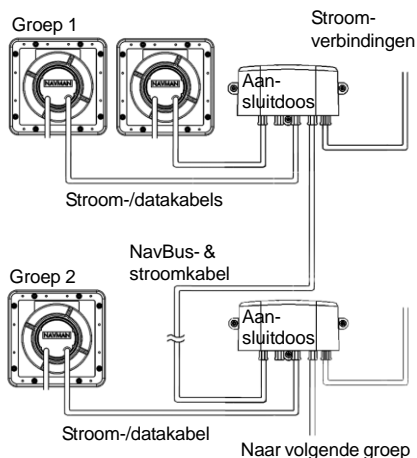 Groep 1
Stroom-
verbindingen
NAVMAN
NAVMAN
Aan-
sluitdoos
Stroom-/datakabels
NavBus- &
stroomkabel
Groep 2
NAVMAN
Aan-
sluitdoos
Stroom-/datakabel
Naar volgende groep